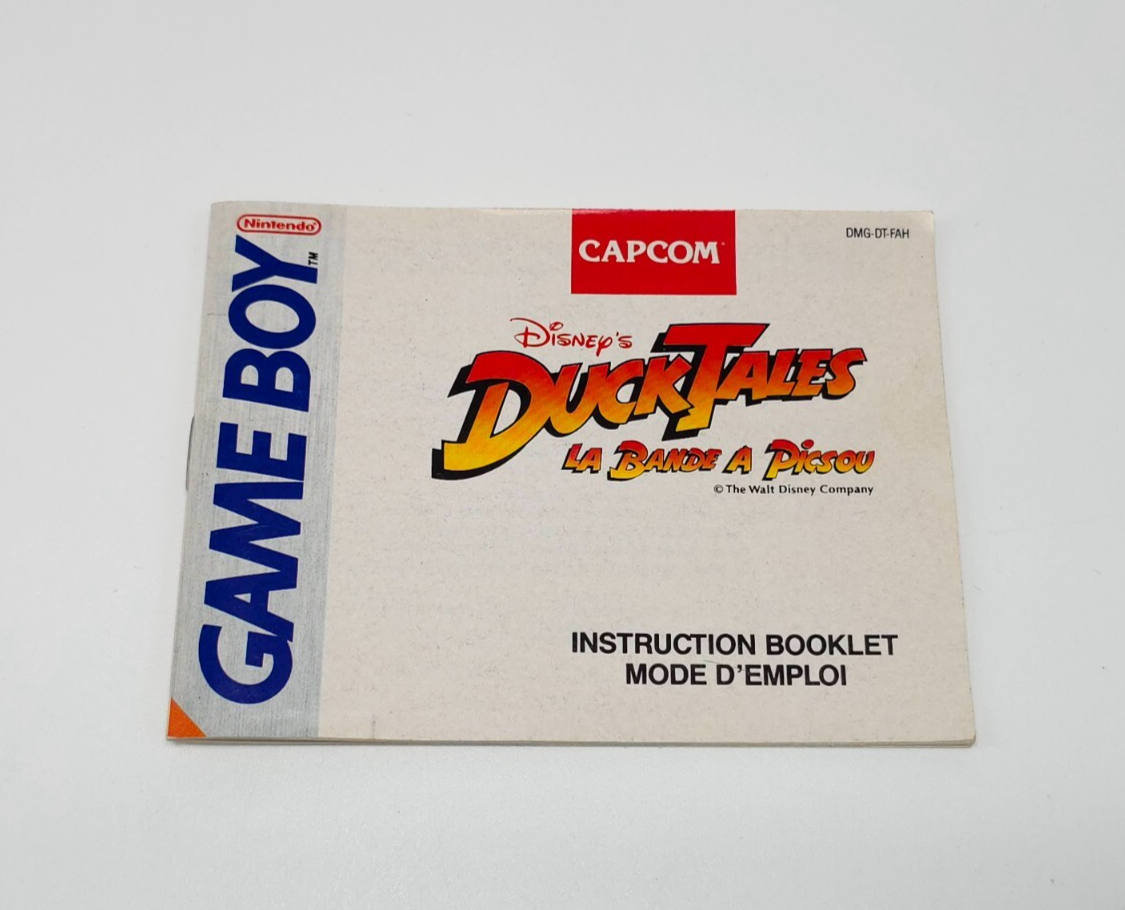 Nintendo®
GAME BOY™
CAPCOM
DMG-DT-FAH
DISNEY'S
DUCKTALES
LA BANDE A PICSOU
© The Walt Disney Company
INSTRUCTION BOOKLET
MODE D'EMPLOI